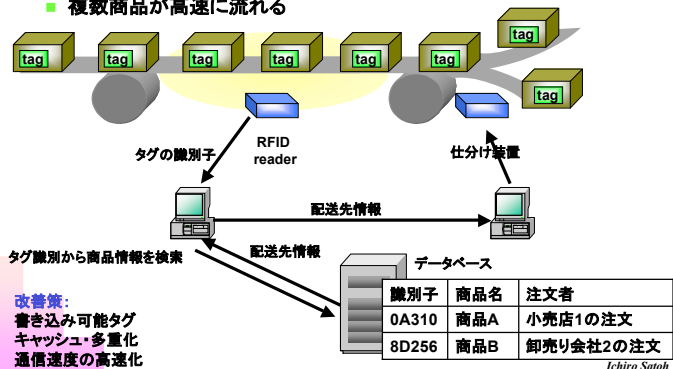 複数商品が高速に流れる
tag
tag
tag
tag
tag
tag
tag
tag
タグの識別子
RFID
reader
仕分け装置
配送先情報
配送先情報
タグ識別から商品情報を検索
データベース
識別子 商品名 注文者
0A310 商品A 小売店1の注文
8D256 商品B 卸売り会社2の注文
改善策:
書き込み可能タグ
キャッシュ・多重化
通信速度の高速化
Ichiro Satoh